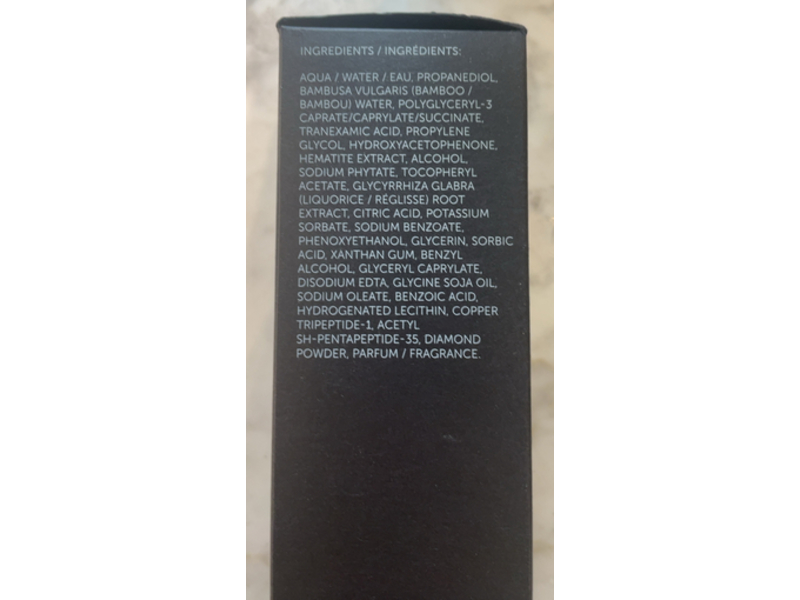 INGREDIENTS / INGRÉDIENTS:
AQUA / WATER / EAU, PROPANEDIOL,
BAMBUSA VULGARIS (BAMBOO /
BAMBOU) WATER, POLYGLYCERYL-3
CAPRATE/CAPRYLATE/SUCCINATE,
TRANEXAMIC ACID, PROPYLENE
GLYCOL, HYDROXYACETOPHENONE,
HEMATITE EXTRACT, ALCOHOL,
SODIUM PHYTATE, TOCOPHERYL
ACETATE, GLYCYRRHIZA GLABRA
(LIQUORICE / RÉGLISSE) ROOT
EXTRACT, CITRIC ACID, POTASSIUM
SORBATE, SODIUM BENZOATE,
PHENOXYETHANOL, GLYCERIN, SORBIC
ACID, XANTHAN GUM, BENZYL
ALCOHOL, GLYCERYL CAPRYLATE,
DISODIUM EDTA, GLYCINE SOJA OIL,
SODIUM OLEATE, BENZOIC ACID,
HYDROGENATED LECITHIN, COPPER
TRIPEPTIDE-1, ACETYL
SH-PENTAPEPTIDE-35, DIAMOND
POWDER, PARFUM / FRAGRANCE.